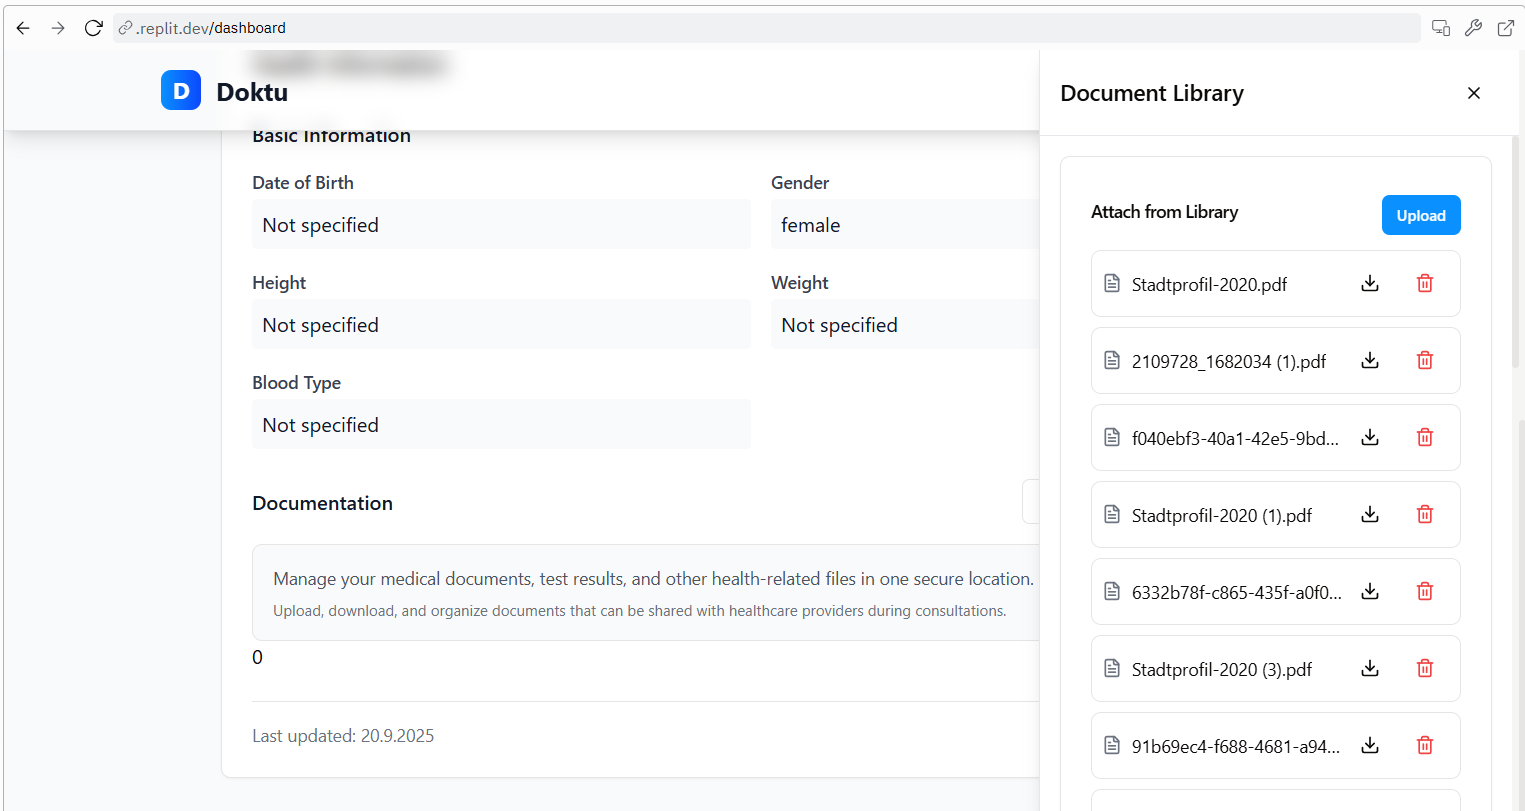 .replit.dev/dashboard
D Doktu
Basic Information
Date of Birth
Not specified
Gender
female
Height
Not specified
Weight
Not specified
Blood Type
Not specified
Documentation
Manage your medical documents, test results, and other health-related files in one secure location.
Upload, download, and organize documents that can be shared with healthcare providers during consultations.
0
Last updated: 20.9.2025
Document Library
Attach from Library
Upload
Stadtprofil-2020.pdf
2109728_1682034 (1).pdf
f040ebf3-40a1-42e5-9bd...
Stadtprofil-2020 (1).pdf
6332b78f-c865-435f-a0f0...
Stadtprofil-2020 (3).pdf
91b69ec4-f688-4681-a94...